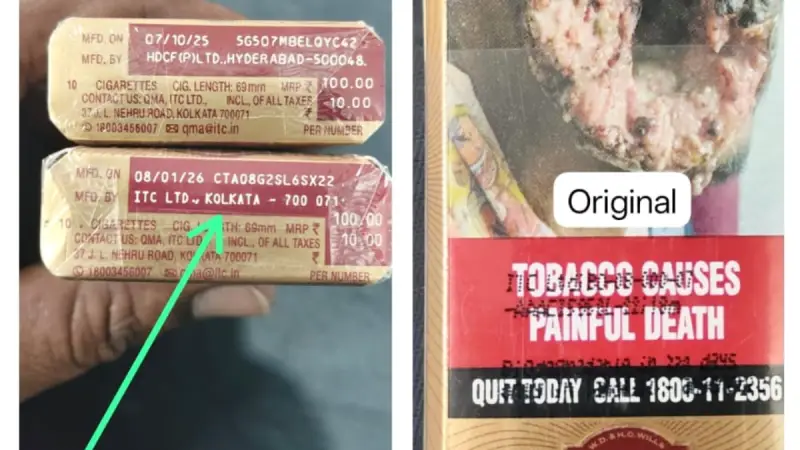 MFD. ON 07/10/25 5G507MBELQYC42
MFD. BY HDCF(P)LTD.,HYDERABAD-500048.
10 CIGARETTES CIG. LENGTH: 69mm MRP ₹ 100.00
CONTACT US: QMA, ITC LTD., INCL., OF ALL TAXES
37 J. L. NEHRU ROAD, KOLKATA 700071 ₹ 10.00
18003456007 qma@itc.in PER NUMBER
MFD. ON 08/01/26 CTA08G2SL6SX22
MFD. BY ITC LTD., KOLKATA - 700 071.
10 CIGARETTES CIG. LENGTH: 69mm MRP ₹ 100.00
CONTACT US: QMA, ITC LTD., INCL., OF ALL TAXES
37 J. L. NEHRU ROAD, KOLKATA 700071 10.00
18003456007 qma@itc.in PER NUMBER
Original
TOBACCO CAUSES
PAINFUL DEATH
QUIT TODAY CALL 1800-11-2356
W.D. & H.O. WILLS